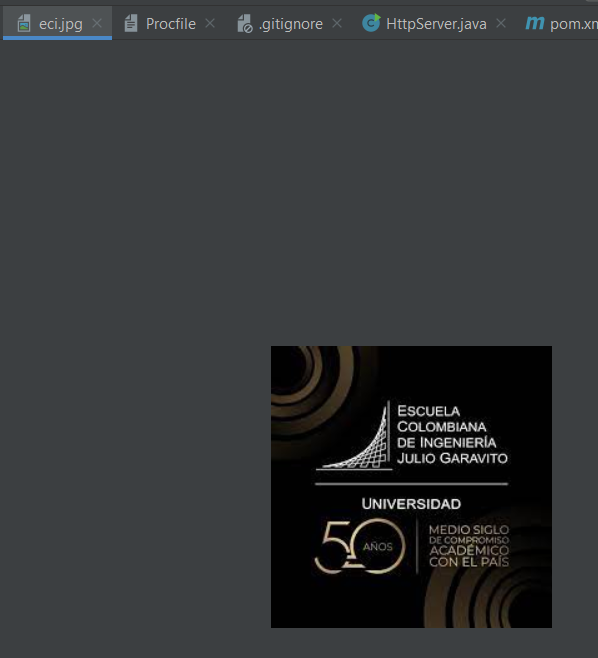 eci.jpg Procfile .gitignore HttpServer.java m pom.xm
ESCUELA
COLOMBIANA
DE INGENIERÍA
JULIO GARAVITO
UNIVERSIDAD
50 AÑOS
MEDIO SIGLO
DE COMPROMISO
ACADÉMICO
CON EL PAÍS